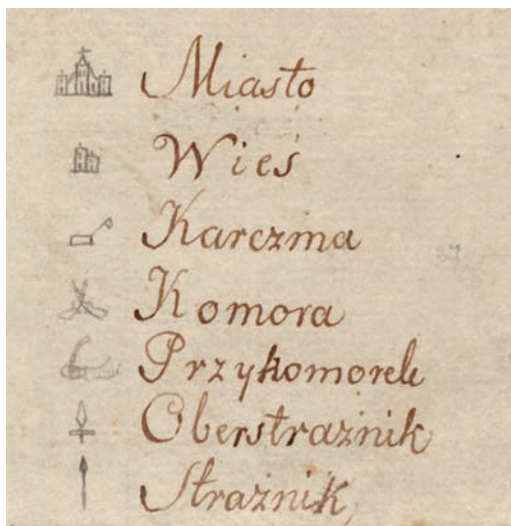 Miasto
Wieś
Karczma
Komora
Przykomorek
Oberstraznik
Straznik